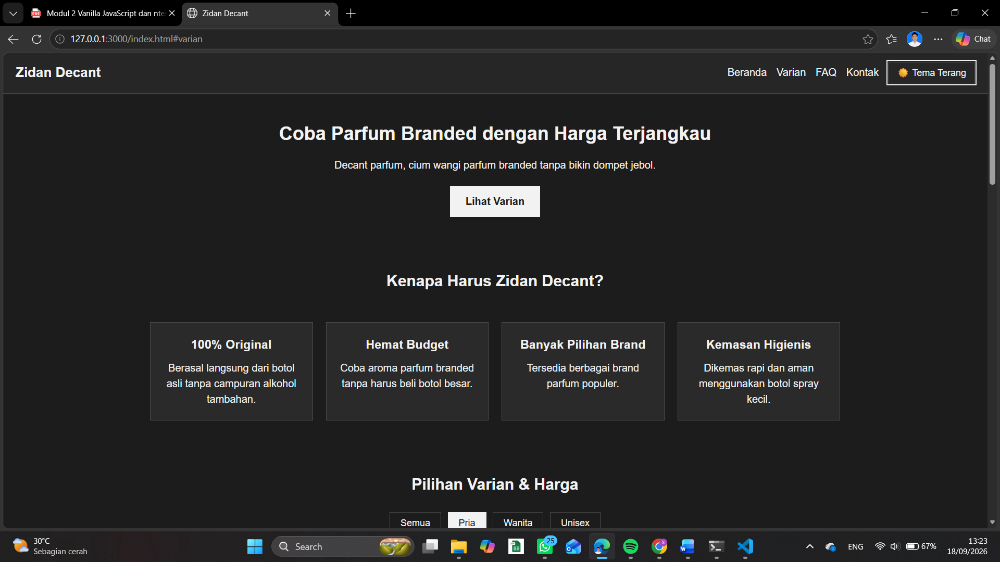 Modul 2 Vanilla JavaScript dan nte
Zidan Decant
127.0.0.1:3000/index.html#varian
Chat
Zidan Decant
Beranda Varian FAQ Kontak Tema Terang
Coba Parfum Branded dengan Harga Terjangkau
Decant parfum, cium wangi parfum branded tanpa bikin dompet jebol.
Lihat Varian
Kenapa Harus Zidan Decant?
100% Original
Berasal langsung dari botol
asli tanpa campuran alkohol
tambahan.
Hemat Budget
Coba aroma parfum branded
tanpa harus beli botol besar.
Banyak Pilihan Brand
Tersedia berbagai brand
parfum populer.
Kemasan Higienis
Dikemas rapi dan aman
menggunakan botol spray
kecil.
Pilihan Varian & Harga
Semua Pria Wanita Unisex
30°C
Sebagian cerah
Search
25
ENG
67%
13:23
18/09/2026